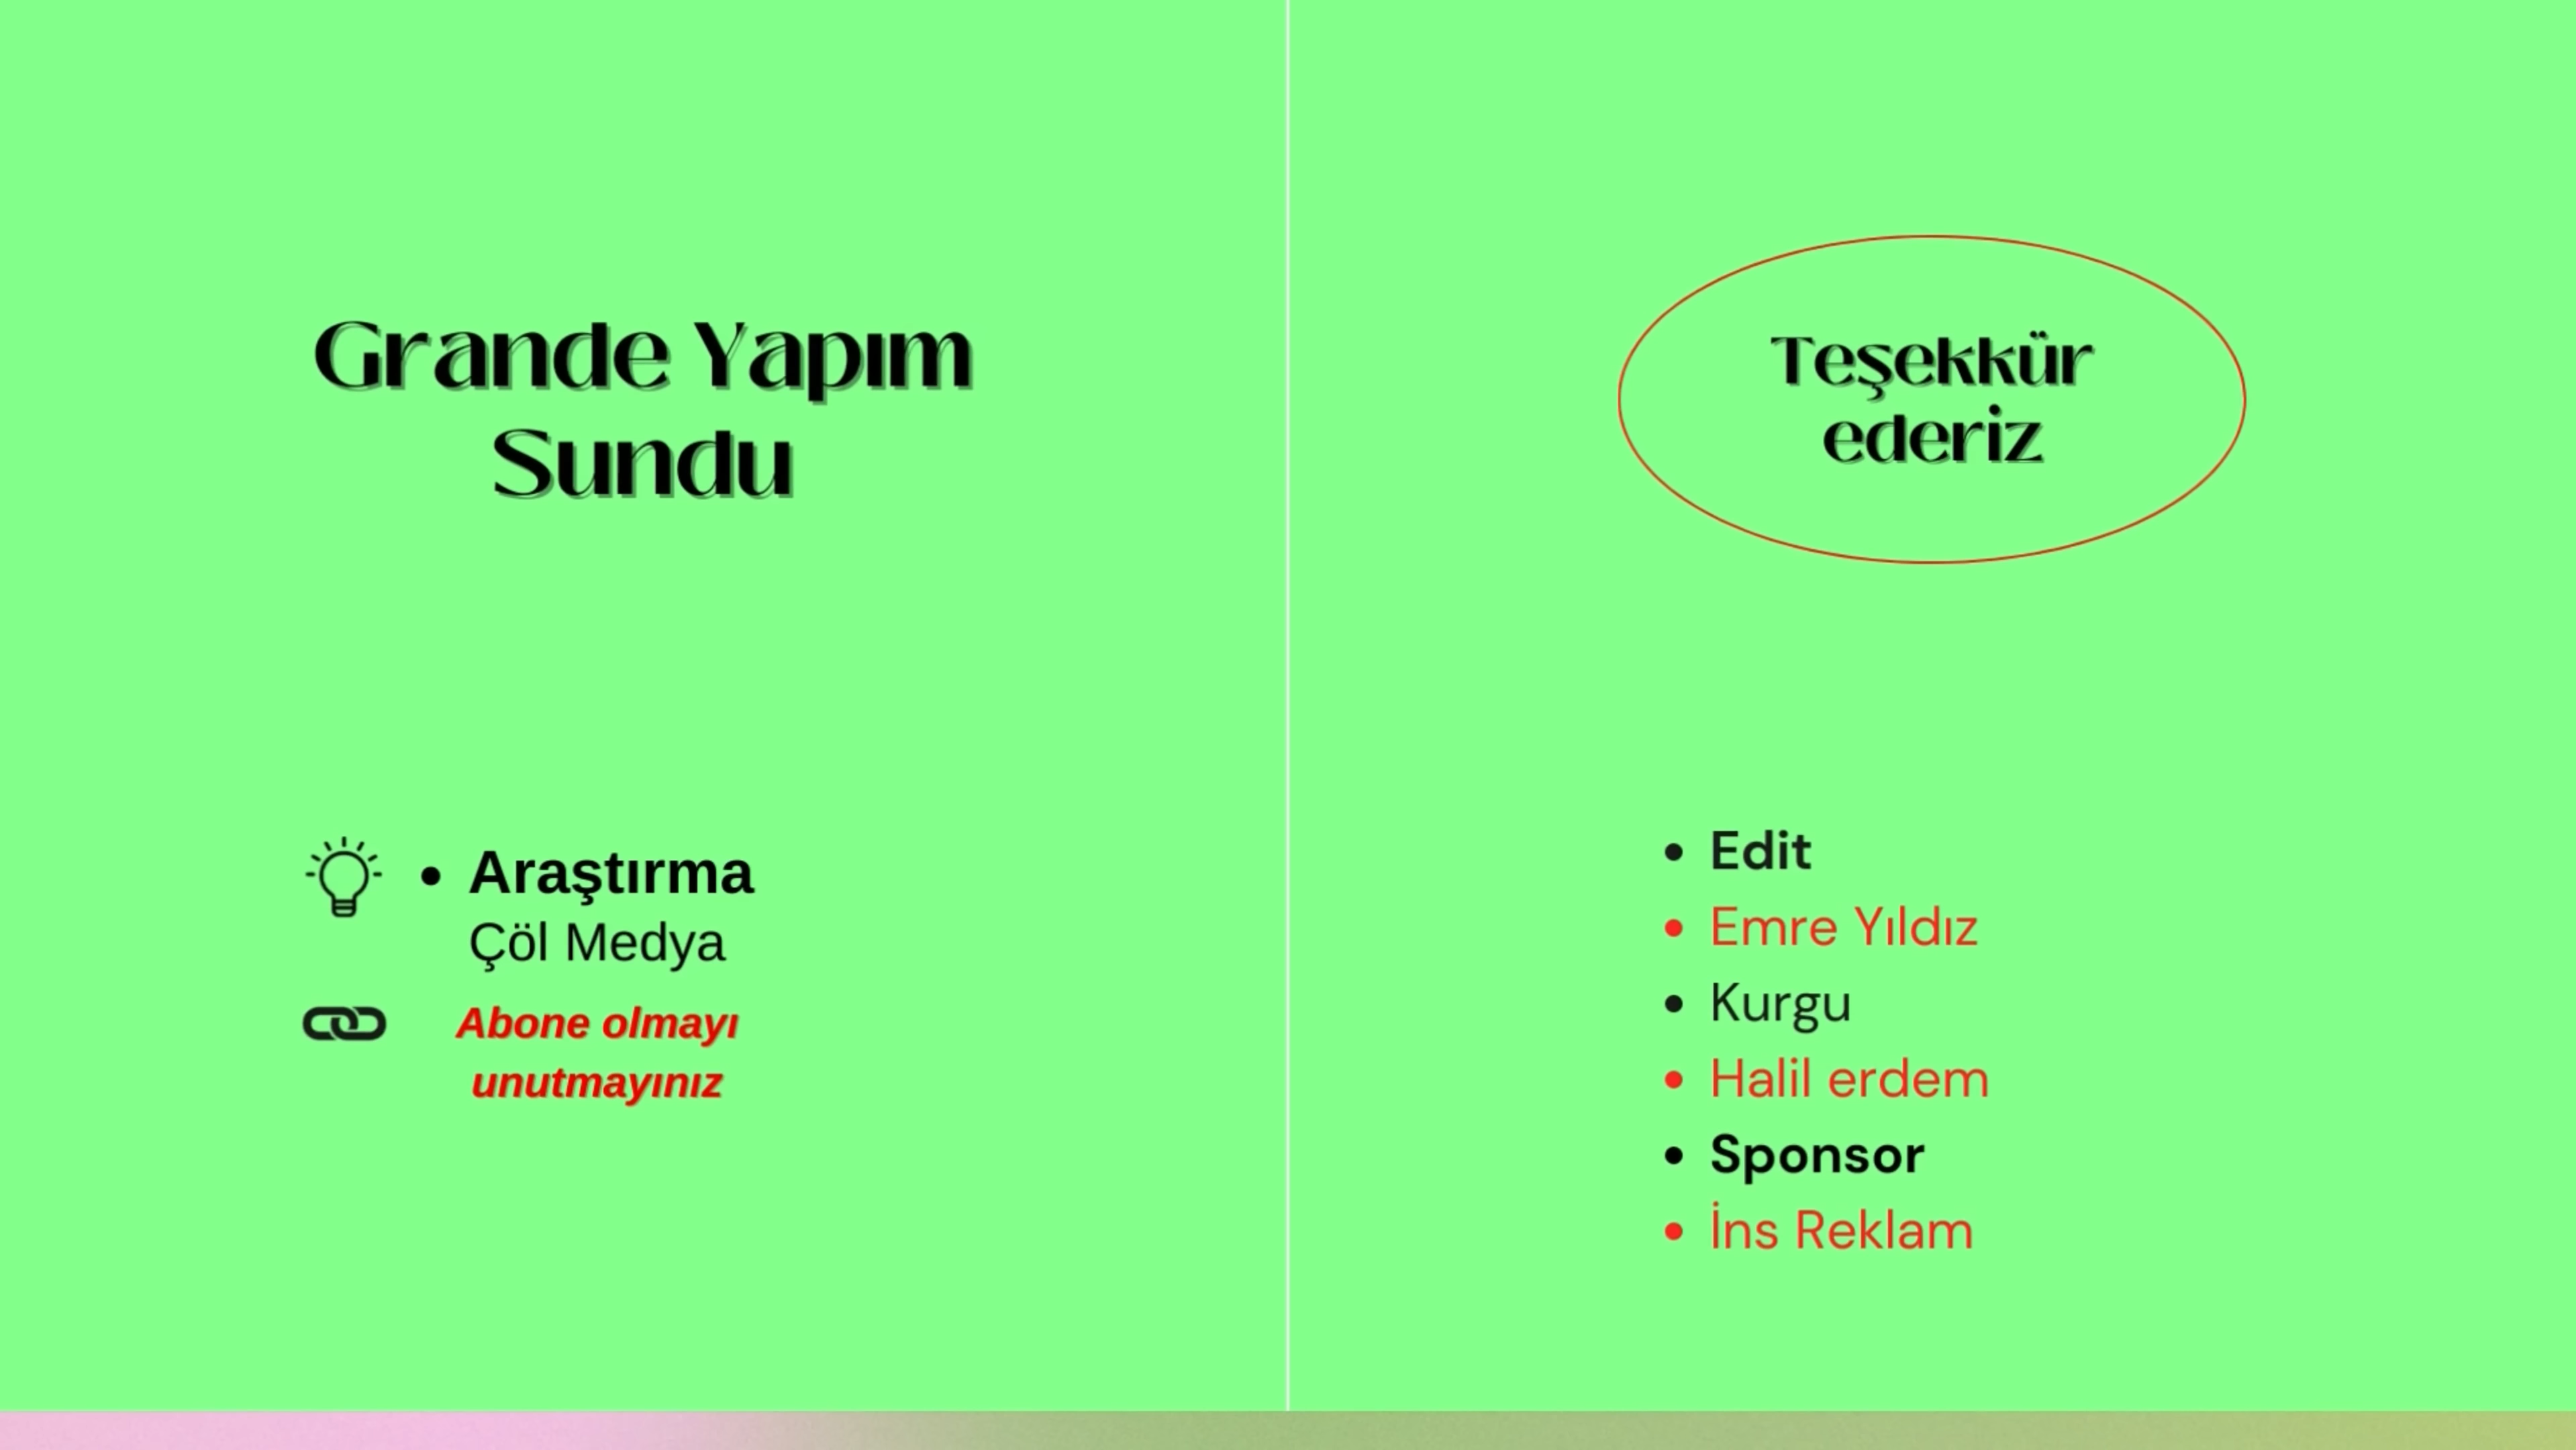 Grande Yapım
Sundu
• Araştırma
Çöl Medya
Abone olmayı
unutmayınız
Teşekkür
ederiz
• Edit
• Emre Yıldız
• Kurgu
• Halil erdem
• Sponsor
• İns Reklam